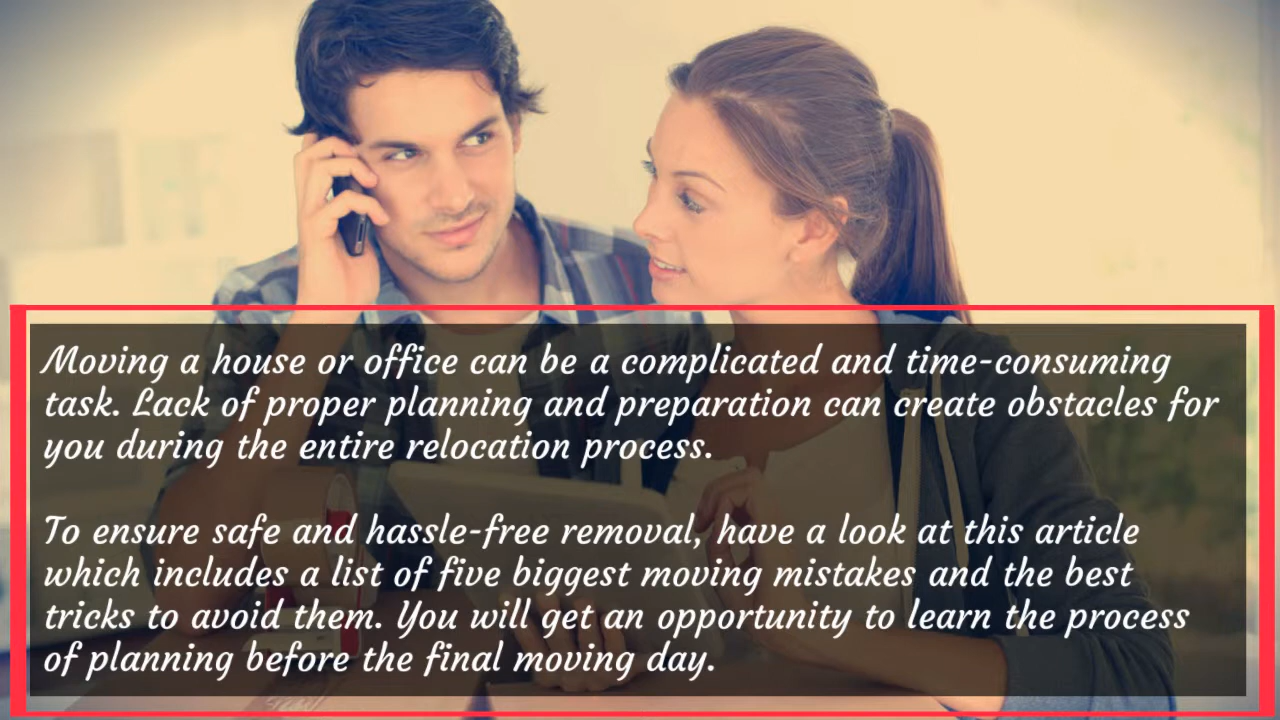 Moving a house or office can be a complicated and time-consuming
task. Lack of proper planning and preparation can create obstacles for
you during the entire relocation process.
To ensure safe and hassle-free removal, have a look at this article
which includes a list of five biggest moving mistakes and the best
tricks to avoid them. You will get an opportunity to learn the process
of planning before the final moving day.